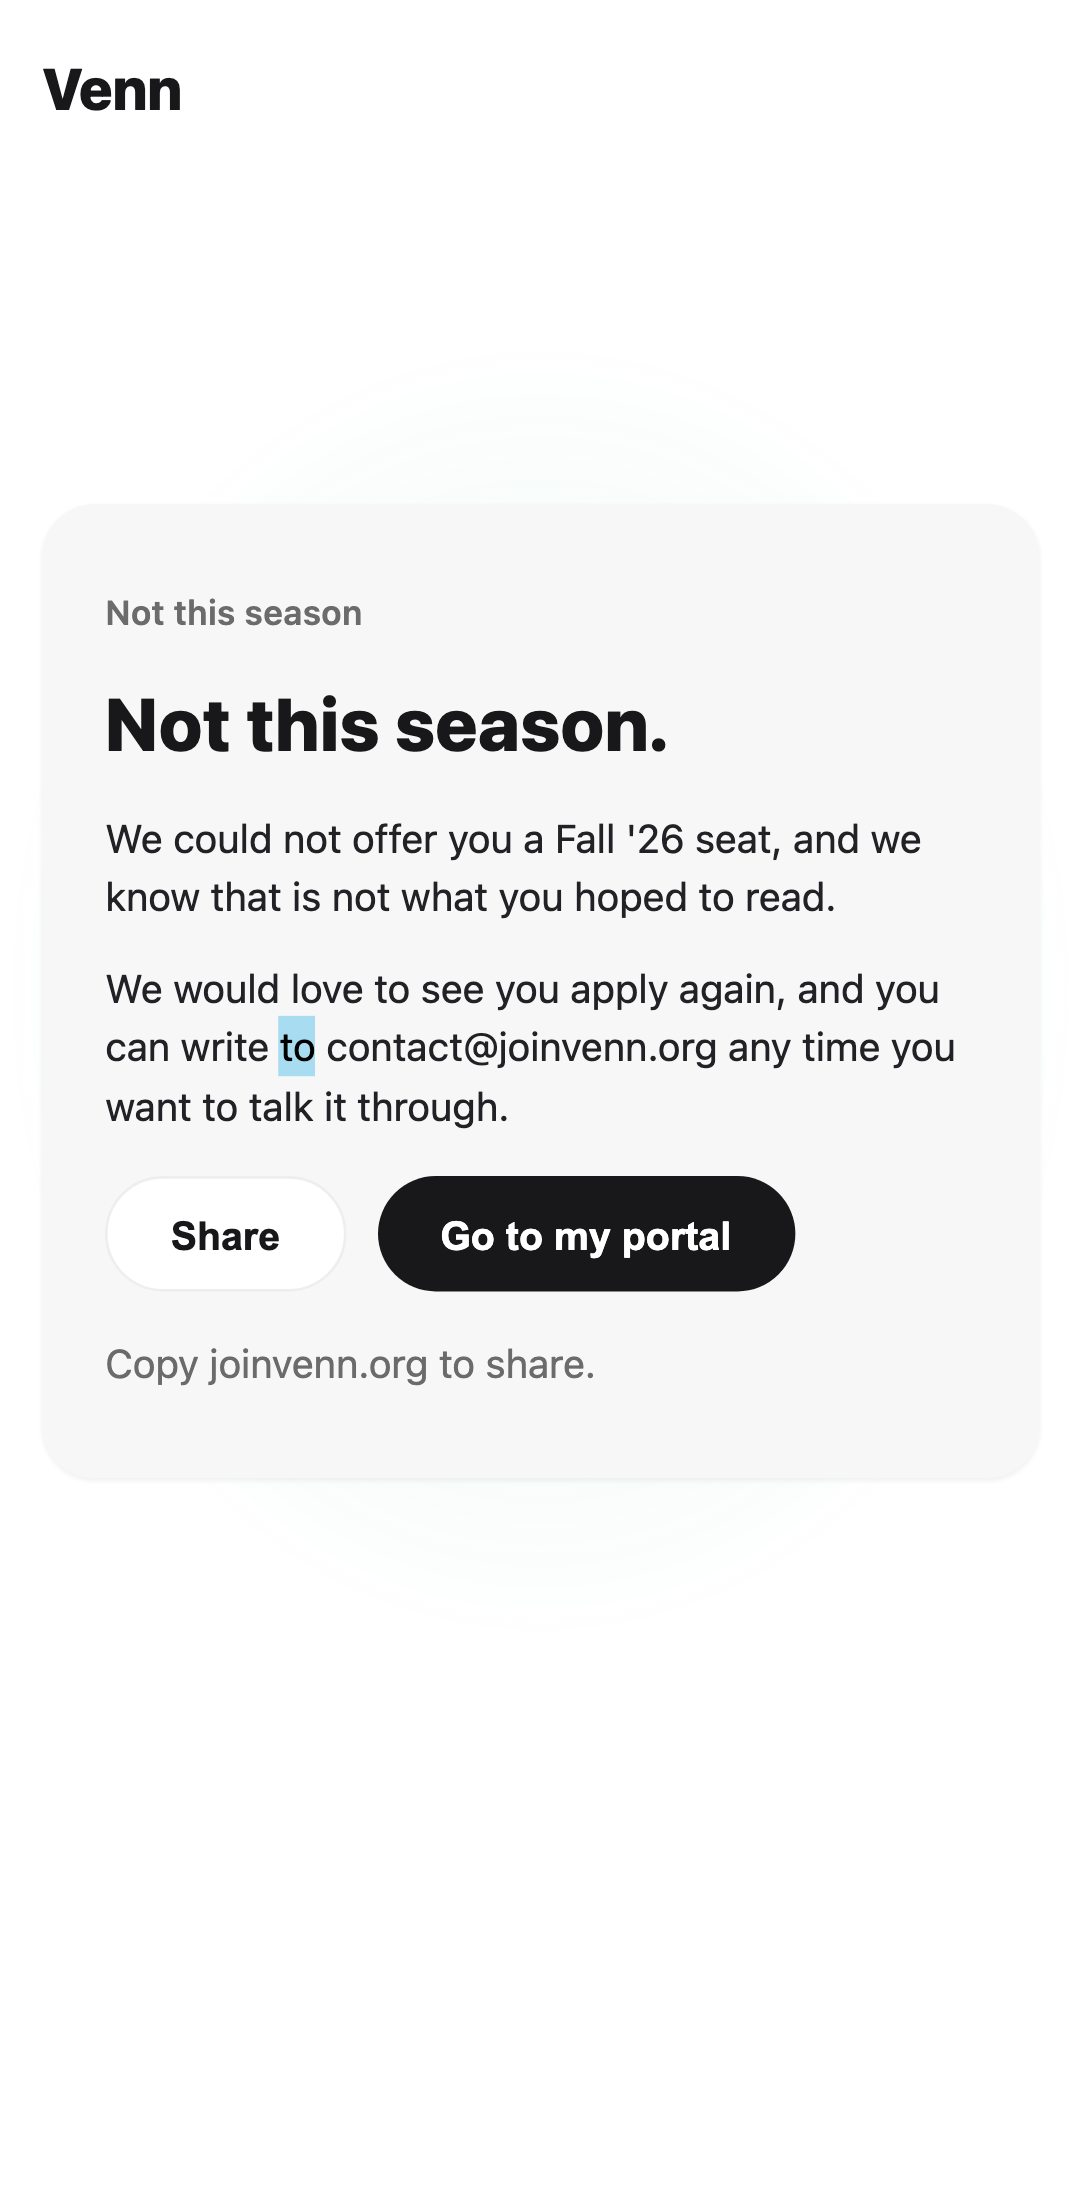 Venn
Not this season
Not this season.
We could not offer you a Fall '26 seat, and we
know that is not what you hoped to read.
We would love to see you apply again, and you
can write to contact@joinvenn.org any time you
want to talk it through.
Share
Go to my portal
Copy joinvenn.org to share.